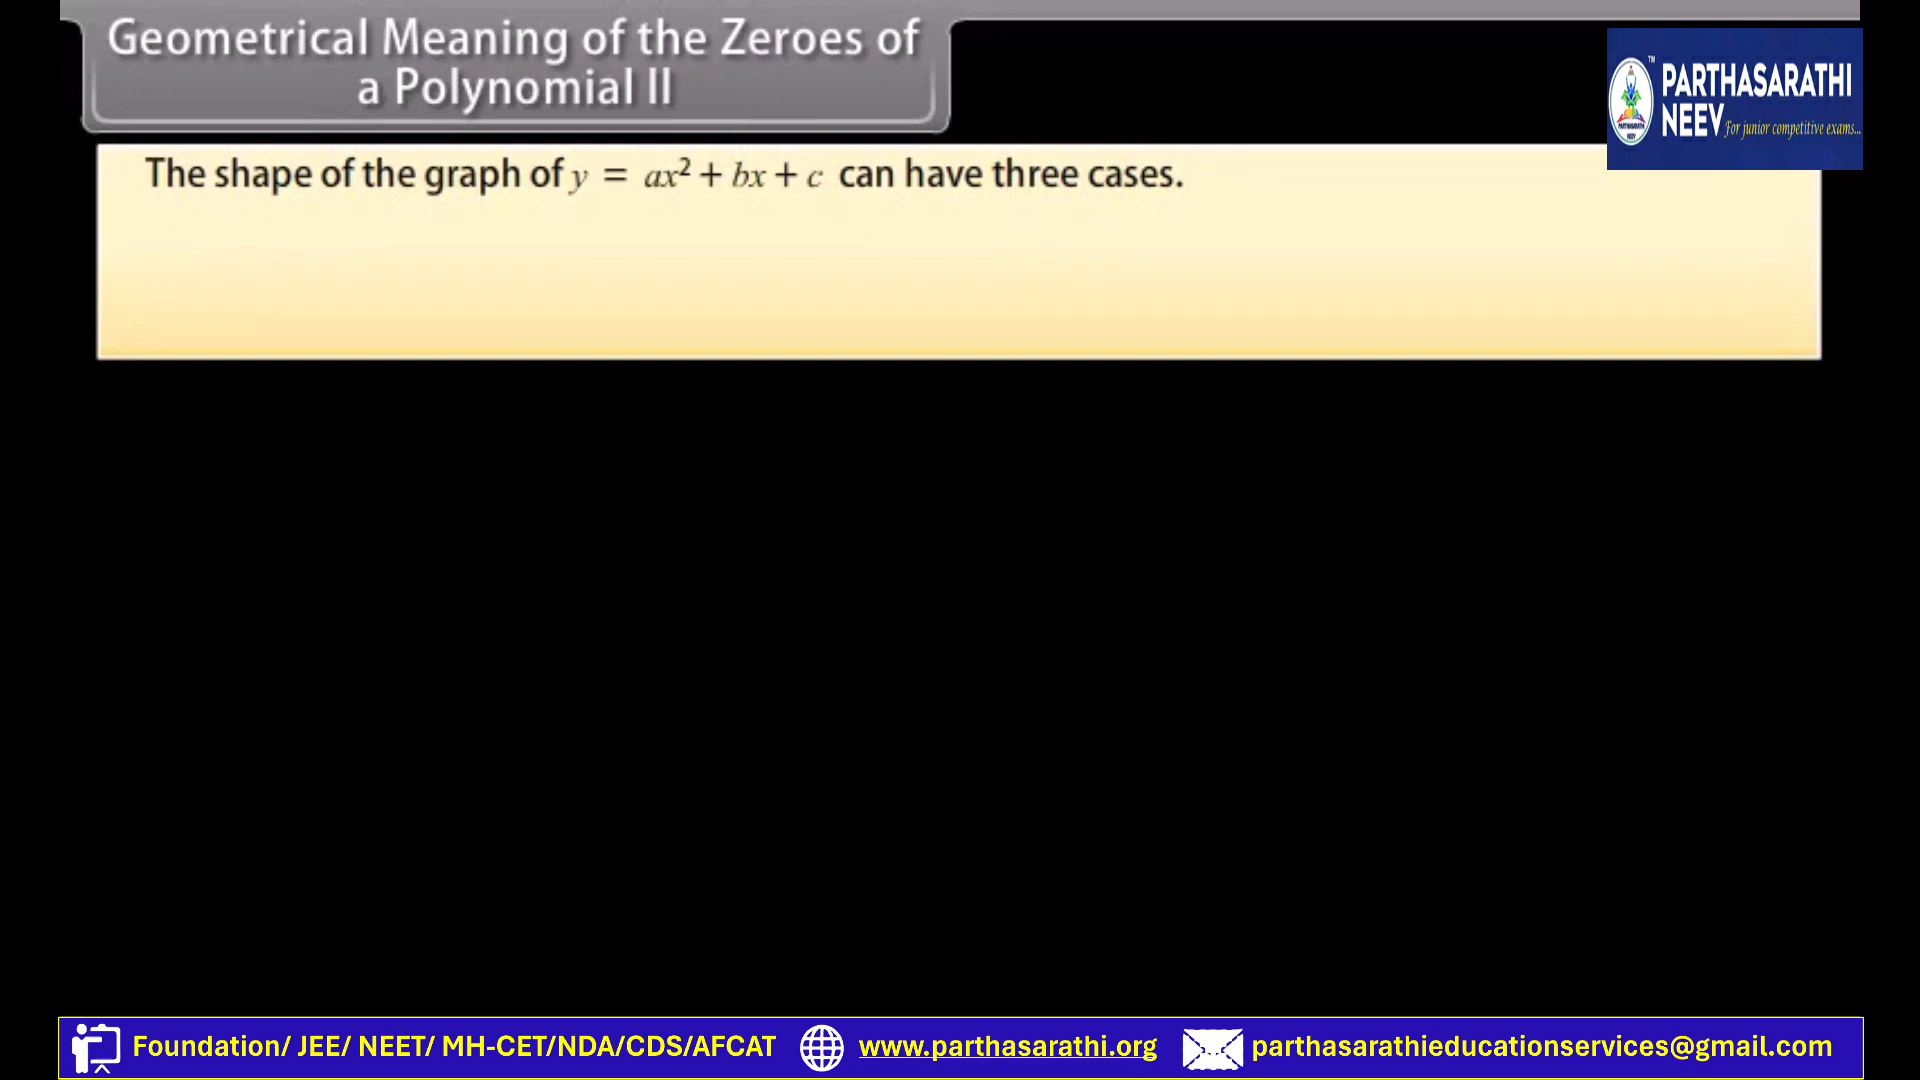 Geometrical Meaning of the Zeroes of
a Polynomial II
PARTHASARATHI
NEEV For junior competitive exams...
The shape of the graph of y = ax² + bx + c can have three cases.
Foundation/ JEE/ NEET/ MH-CET/NDA/CDS/AFCAT www.parthasarathi.org parthasarathieducationservices@gmail.com